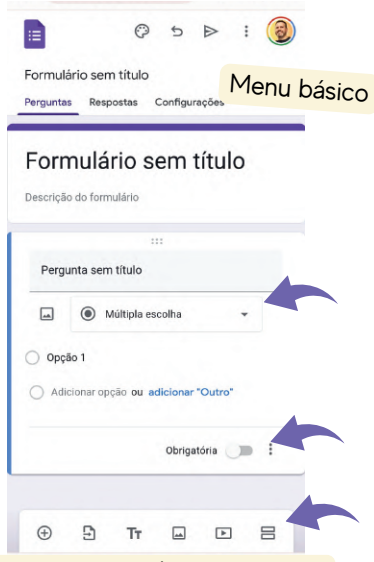 Formulário sem título
Menu básico
Perguntas Respostas Configurações
Formulário sem título
Descrição do formulário
Pergunta sem título
Múltipla escolha
Opção 1
Adicionar opção ou adicionar "Outro"
Obrigatória
Tт